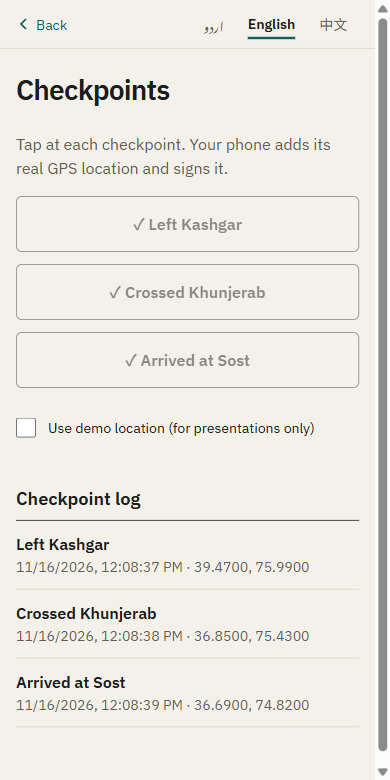 Back
اردو
English
中文
Checkpoints
Tap at each checkpoint. Your phone adds its
real GPS location and signs it.
✓ Left Kashgar
✓ Crossed Khunjerab
✓ Arrived at Sost
Use demo location (for presentations only)
Checkpoint log
Left Kashgar
11/16/2026, 12:08:37 PM · 39.4700, 75.9900
Crossed Khunjerab
11/16/2026, 12:08:38 PM · 36.8500, 75.4300
Arrived at Sost
11/16/2026, 12:08:39 PM · 36.6900, 74.8200